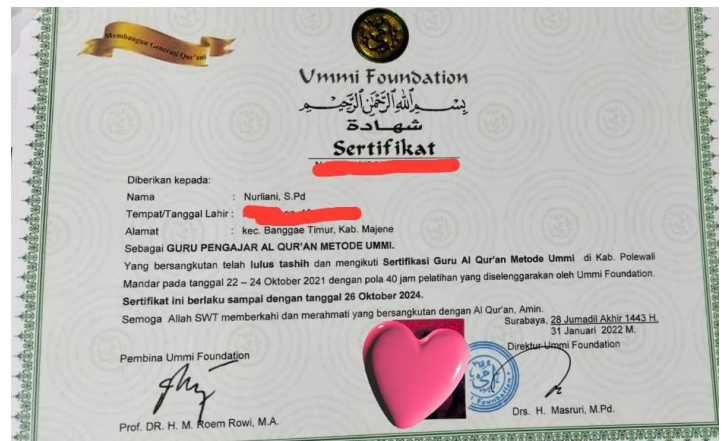 Membangun Generasi Qur'ani
Ummi Foundation
بِسْــمِ اللَّهِ الرَّحْمَنِ الرَّحِيْــمِ
شهادة
Sertifikat
Diberikan kepada:
Nama : Nurliani, S.Pd
Tempat/Tanggal Lahir :
Alamat : kec. Banggae Timur, Kab. Majene
Sebagai GURU PENGAJAR AL QUR'AN METODE UMMI.
Yang bersangkutan telah lulus tashih dan mengikuti Sertifikasi Guru Al Qur'an Metode Ummi di Kab. Polewali
Mandar pada tanggal 22 – 24 Oktober 2021 dengan pola 40 jam pelatihan yang diselenggarakan oleh Ummi Foundation.
Sertifikat ini berlaku sampai dengan tanggal 26 Oktober 2024.
Semoga Allah SWT memberkahi dan merahmati yang bersangkutan dengan Al Qur'an, Amin.
Surabaya, 28 Jumadil Akhir 1443 H.
31 Januari 2022 M.
Pembina Ummi Foundation
Direktur Ummi Foundation
Prof. DR. H. M. Roem Rowi, M.A.
Drs. H. Masruri, M.Pd.